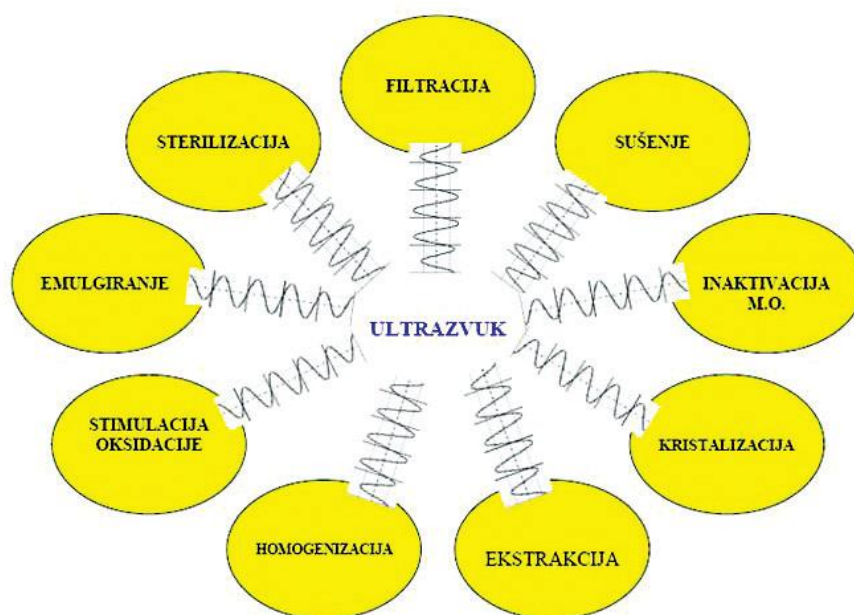 FILTRACIJA
STERILIZACIJA
SUŠENJE
EMULGIRANJE
INAKTIVACIJA
M.O.
ULTRAZVUK
STIMULACIJA
OKSIDACIJE
KRISTALIZACIJA
HOMOGENIZACIJA
EKSTRAKCIJA